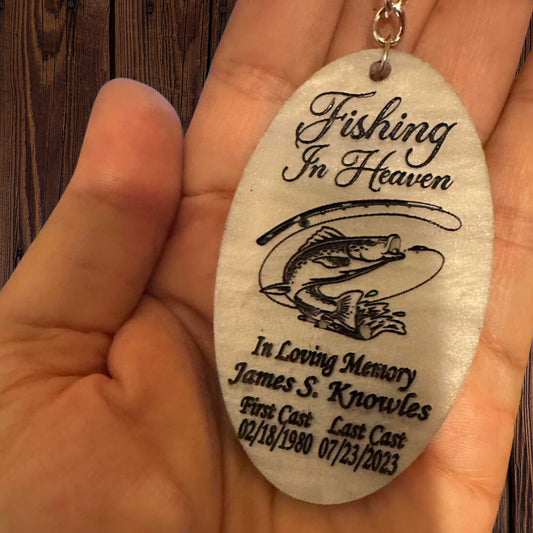 Fishing
In Heaven
In Loving Memory
James S. Knowles
First Cast Last Cast
02/18/1980 07/23/2023